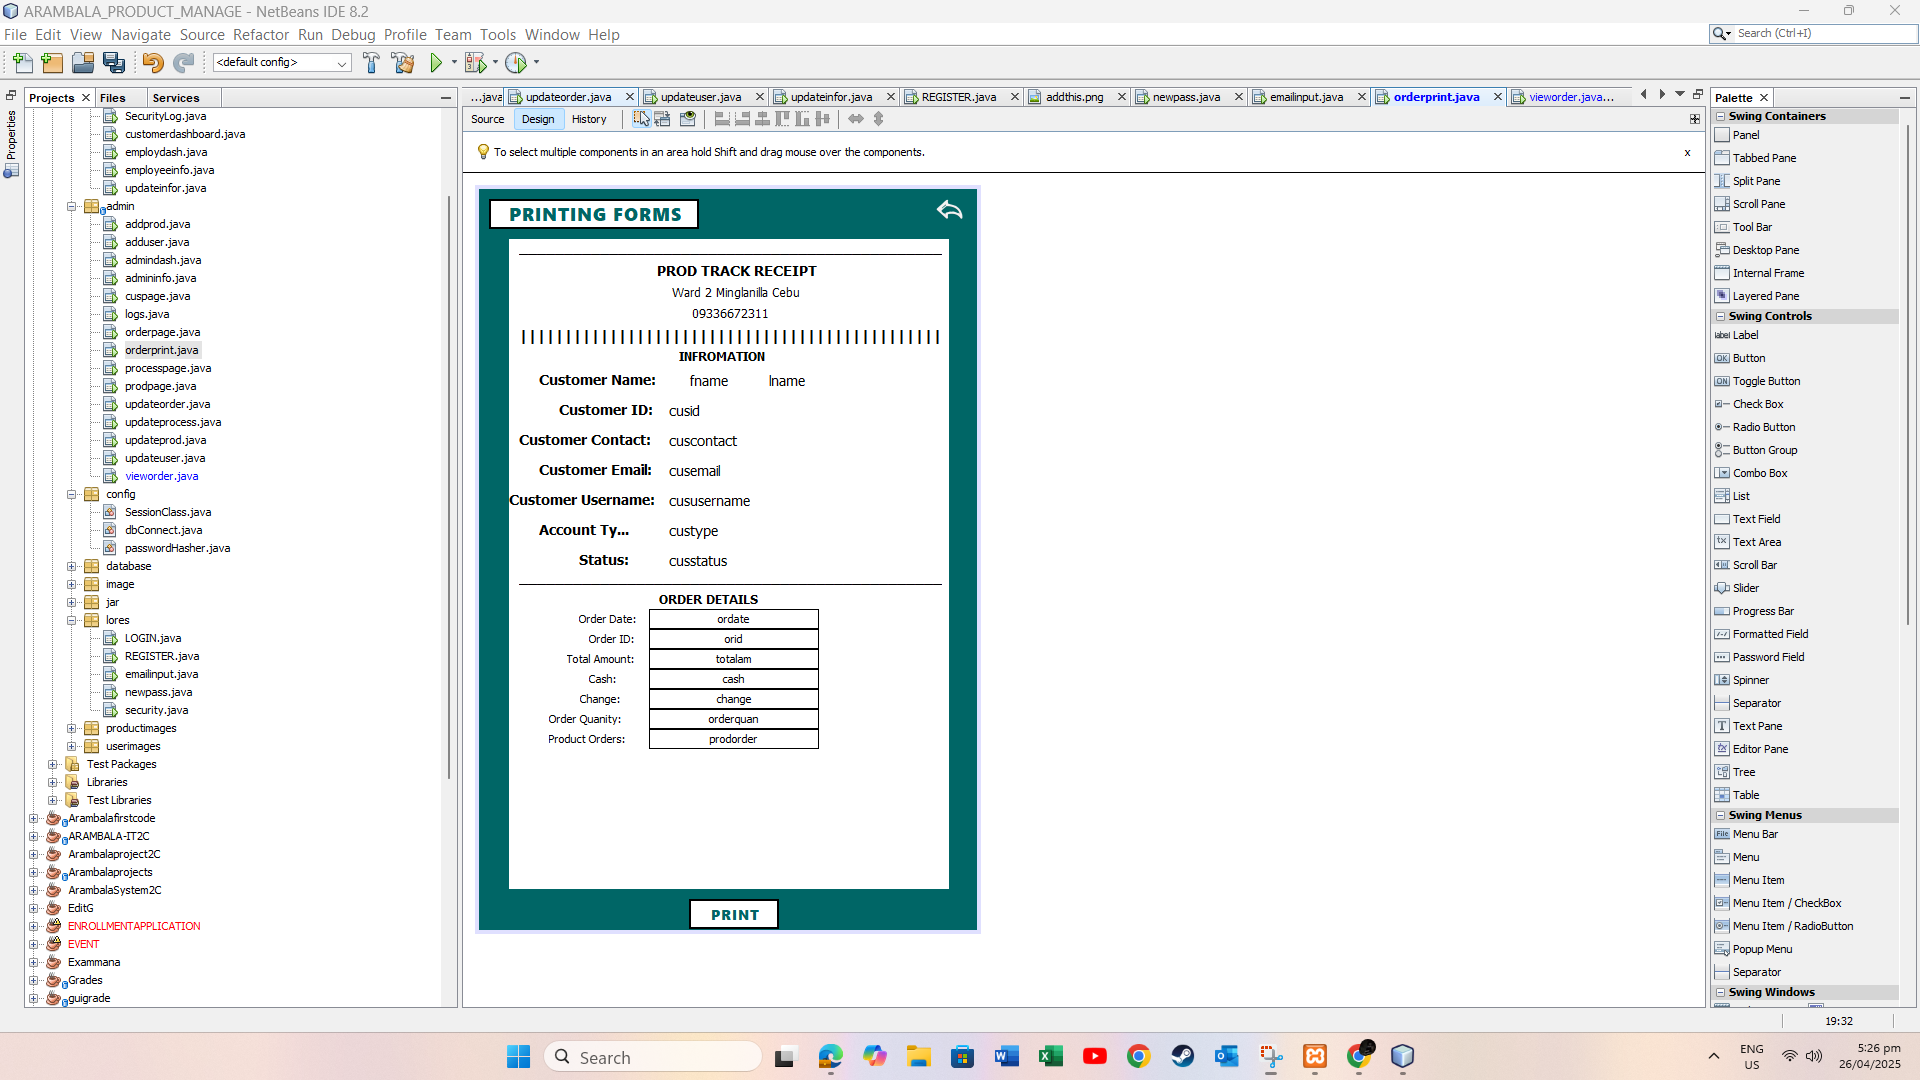 ARAMBALA_PRODUCT_MANAGE - NetBeans IDE 8.2
File Edit View Navigate Source Refactor Run Debug Profile Team Tools Window Help
Search (Ctrl+I)
<default config>
Properties
Projects Files Services
SecurityLog.java
customerdashboard.java
employdash.java
employeeinfo.java
updateinfor.java
admin
addprod.java
adduser.java
admindash.java
admininfo.java
cuspage.java
logs.java
orderpage.java
orderprint.java
processpage.java
prodpage.java
updateorder.java
updateprocess.java
updateprod.java
updateuser.java
vieworder.java
config
SessionClass.java
dbConnect.java
passwordHasher.java
database
image
jar
lores
LOGIN.java
REGISTER.java
emailinput.java
newpass.java
security.java
productimages
userimages
Test Packages
Libraries
Test Libraries
Arambalafirstcode
ARAMBALA-IT2C
Arambalaproject2C
Arambalaprojects
ArambalaSystem2C
EditG
ENROLLMENTAPPLICATION
EVENT
Exammana
Grades
guigrade
...java updateorder.java updateuser.java updateinfor.java REGISTER.java addthis.png newpass.java emailinput.java orderprint.java vieworder.java...
Source Design History
To select multiple components in an area hold Shift and drag mouse over the components.
x
PRINTING FORMS
PROD TRACK RECEIPT
Ward 2 Minglanilla Cebu
09336672311
||||||||||||||||||||||||||||||||||||||||||||||||
INFROMATION
Customer Name: fname lname
Customer ID: cusid
Customer Contact: cuscontact
Customer Email: cusemail
Customer Username: cususername
Account Ty... custype
Status: cusstatus
ORDER DETAILS
Order Date: ordate
Order ID: orid
Total Amount: totalam
Cash: cash
Change: change
Order Quanity: orderquan
Product Orders: prodorder
PRINT
Palette
Swing Containers
Panel
Tabbed Pane
Split Pane
Scroll Pane
Tool Bar
Desktop Pane
Internal Frame
Layered Pane
Swing Controls
Label
Button
Toggle Button
Check Box
Radio Button
Button Group
Combo Box
List
Text Field
Text Area
Scroll Bar
Slider
Progress Bar
Formatted Field
Password Field
Spinner
Separator
Text Pane
Editor Pane
Tree
Table
Swing Menus
Menu Bar
Menu
Menu Item
Menu Item / CheckBox
Menu Item / RadioButton
Popup Menu
Separator
Swing Windows
19:32
Search
ENG
US
5:26 pm
26/04/2025